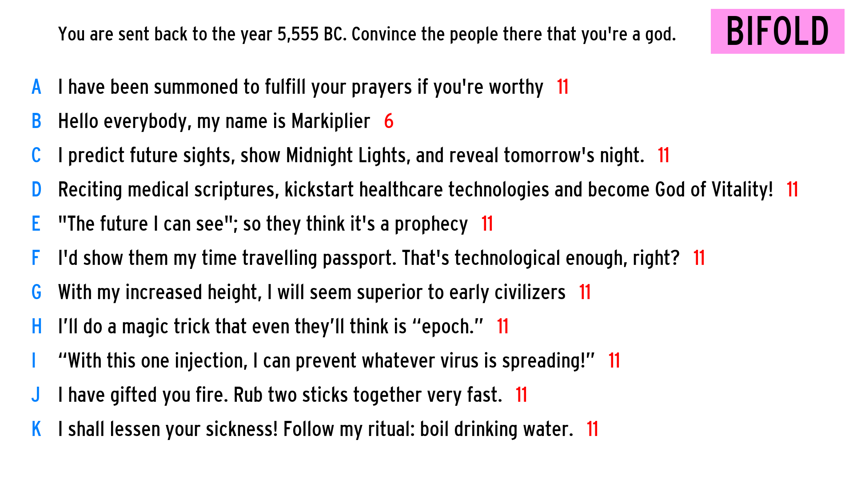 You are sent back to the year 5,555 BC. Convince the people there that you're a god.
BIFOLD
A I have been summoned to fulfill your prayers if you're worthy 11
B Hello everybody, my name is Markiplier 6
C I predict future sights, show Midnight Lights, and reveal tomorrow's night. 11
D Reciting medical scriptures, kickstart healthcare technologies and become God of Vitality! 11
E "The future I can see"; so they think it's a prophecy 11
F I'd show them my time travelling passport. That's technological enough, right? 11
G With my increased height, I will seem superior to early civilizers 11
H I’ll do a magic trick that even they’ll think is “epoch.” 11
I “With this one injection, I can prevent whatever virus is spreading!” 11
J I have gifted you fire. Rub two sticks together very fast. 11
K I shall lessen your sickness! Follow my ritual: boil drinking water. 11